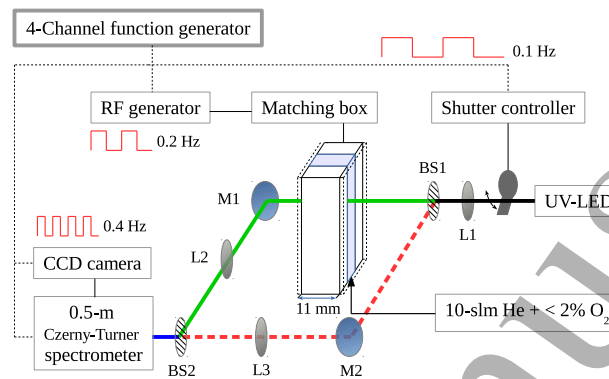 4-Channel function generator
0.1 Hz
RF generator
Matching box
Shutter controller
0.2 Hz
BS1
M1
UV-LED
L1
0.4 Hz
L2
CCD camera
11 mm
10-slm He + < 2% O2
0.5-m
Czerny-Turner
spectrometer
BS2
L3
M2